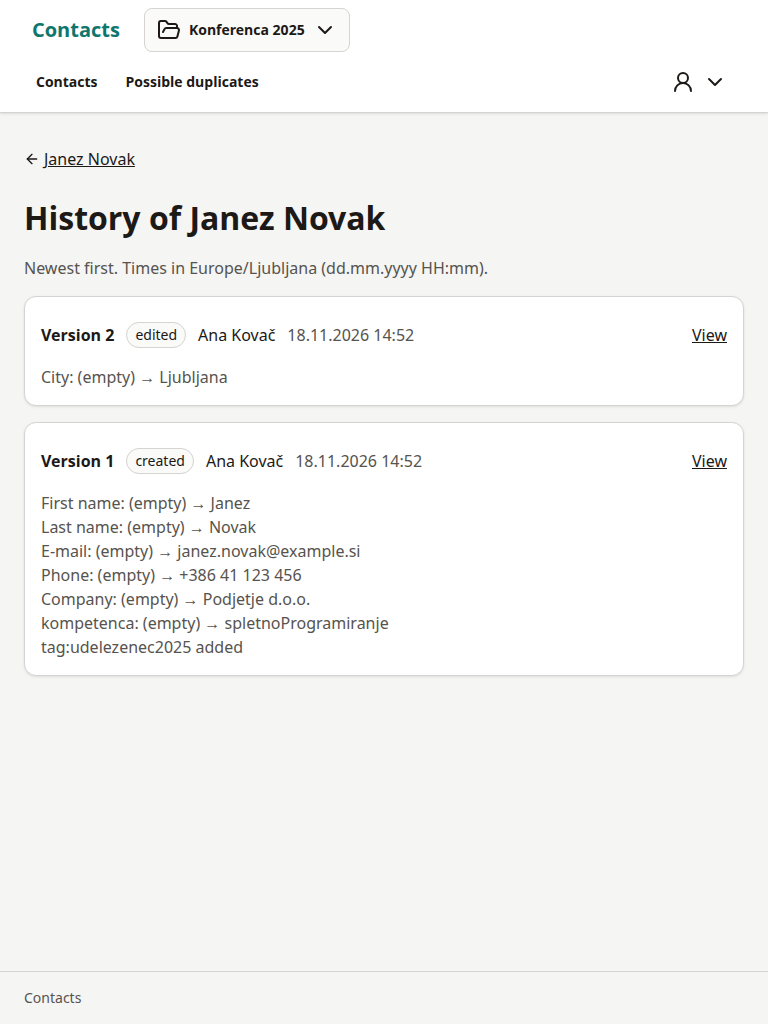 Contacts
Konferenca 2025
Contacts
Possible duplicates
← Janez Novak
History of Janez Novak
Newest first. Times in Europe/Ljubljana (dd.mm.yyyy HH:mm).
Version 2 edited Ana Kovač 18.11.2026 14:52 View
City: (empty) → Ljubljana
Version 1 created Ana Kovač 18.11.2026 14:52 View
First name: (empty) → Janez
Last name: (empty) → Novak
E-mail: (empty) → janez.novak@example.si
Phone: (empty) → +386 41 123 456
Company: (empty) → Podjetje d.o.o.
kompetenca: (empty) → spletnoProgramiranje
tag:udelezenec2025 added
Contacts